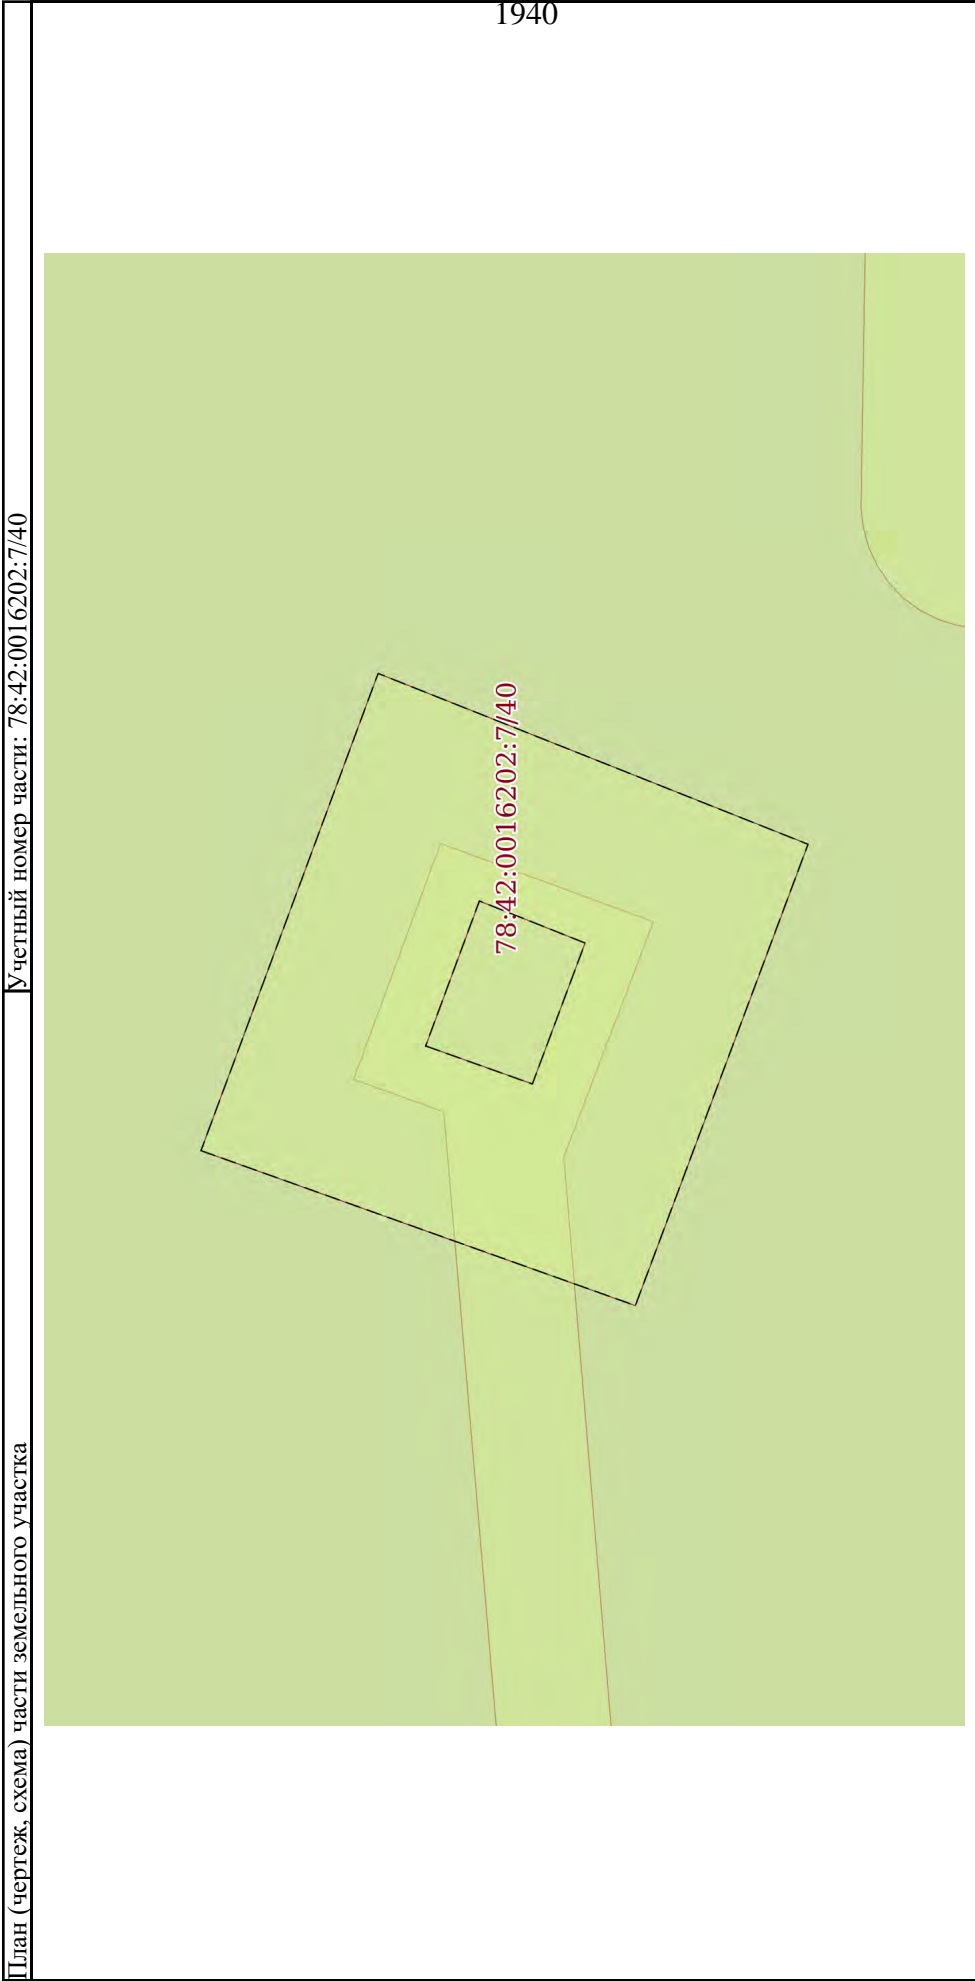 1940
План (чертеж, схема) части земельного участка
Учетный номер части: 78:42:0016202:7/40
78:42:0016202:7/40